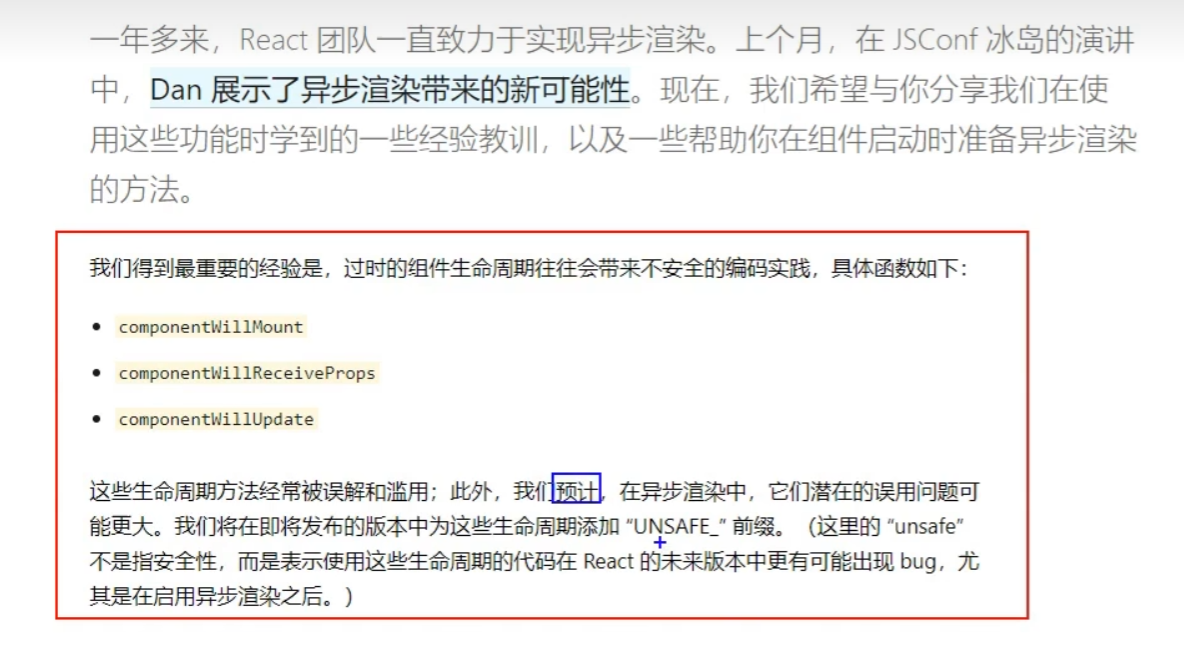 一年多来，React 团队一直致力于实现异步渲染。上个月，在 JSConf 冰岛的演讲
中，Dan 展示了异步渲染带来的新可能性。现在，我们希望与你分享我们在使
用这些功能时学到的一些经验教训，以及一些帮助你在组件启动时准备异步渲染
的方法。
我们得到最重要的经验是，过时的组件生命周期往往会带来不安全的编码实践，具体函数如下：
• componentWillMount
• componentWillReceiveProps
• componentWillUpdate
这些生命周期方法经常被误解和滥用；此外，我们预计，在异步渲染中，它们潜在的误用问题可
能更大。我们将在即将发布的版本中为这些生命周期添加 “UNSAFE_” 前缀。（这里的 “unsafe”
不是指安全性，而是表示使用这些生命周期的代码在 React 的未来版本中更有可能出现 bug，尤
其是在启用异步渲染之后。）